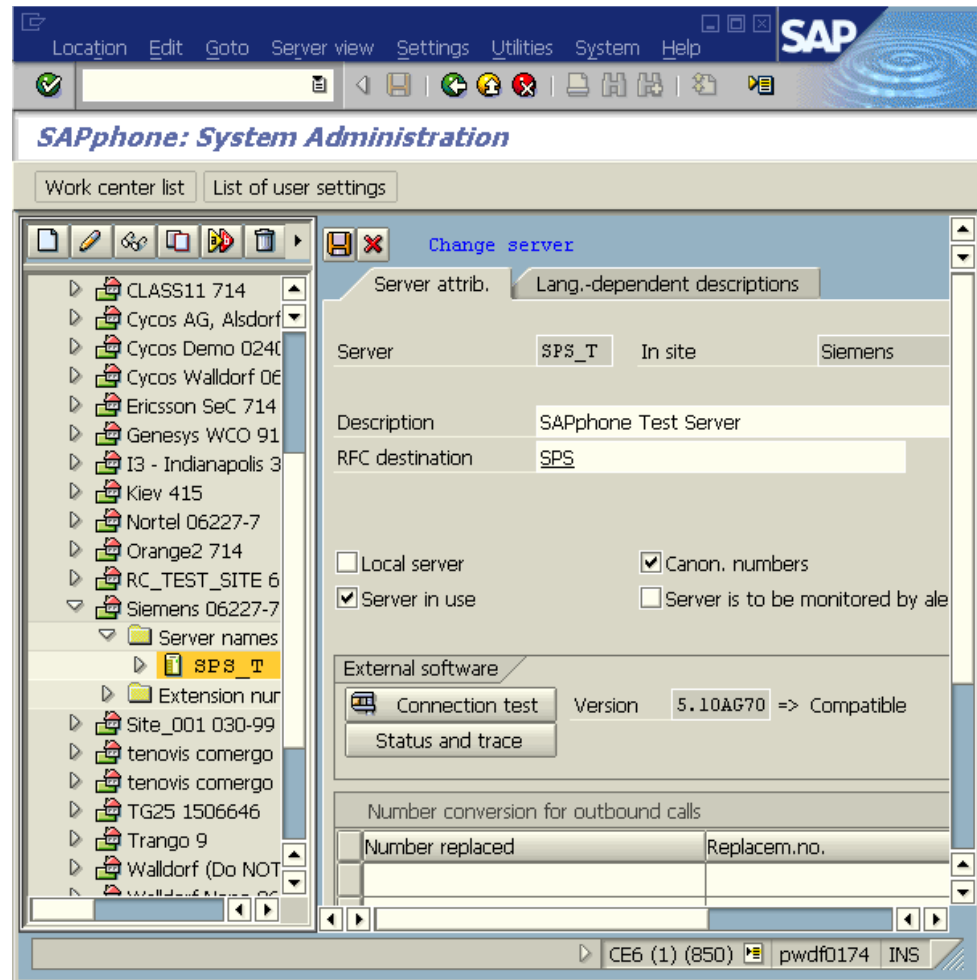 Location Edit Goto Server view Settings Utilities System Help
SAP
SAPphone: System Administration
Work center list List of user settings
Change server
Server attrib. Lang.-dependent descriptions
CLASS11 714
Cycos AG, Alsdorf
Cycos Demo 0240
Cycos Walldorf 06
Ericsson SeC 714
Genesys WCO 91
I3 - Indianapolis 3
Kiev 415
Nortel 06227-7
Orange2 714
RC_TEST_SITE 6
Siemens 06227-7
Server names
SPS_T
Extension nur
Site_001 030-99
tenovis comergo
tenovis comergo
TG25 1506646
Trango 9
Walldorf (Do NOT
Server SPS_T In site Siemens
Description SAPphone Test Server
RFC destination SPS
Local server Canon. numbers
Server in use Server is to be monitored by ale
External software
Connection test Version 5.10AG70 => Compatible
Status and trace
Number conversion for outbound calls
Number replaced Replacem.no.
CE6 (1) (850) pwdf0174 INS